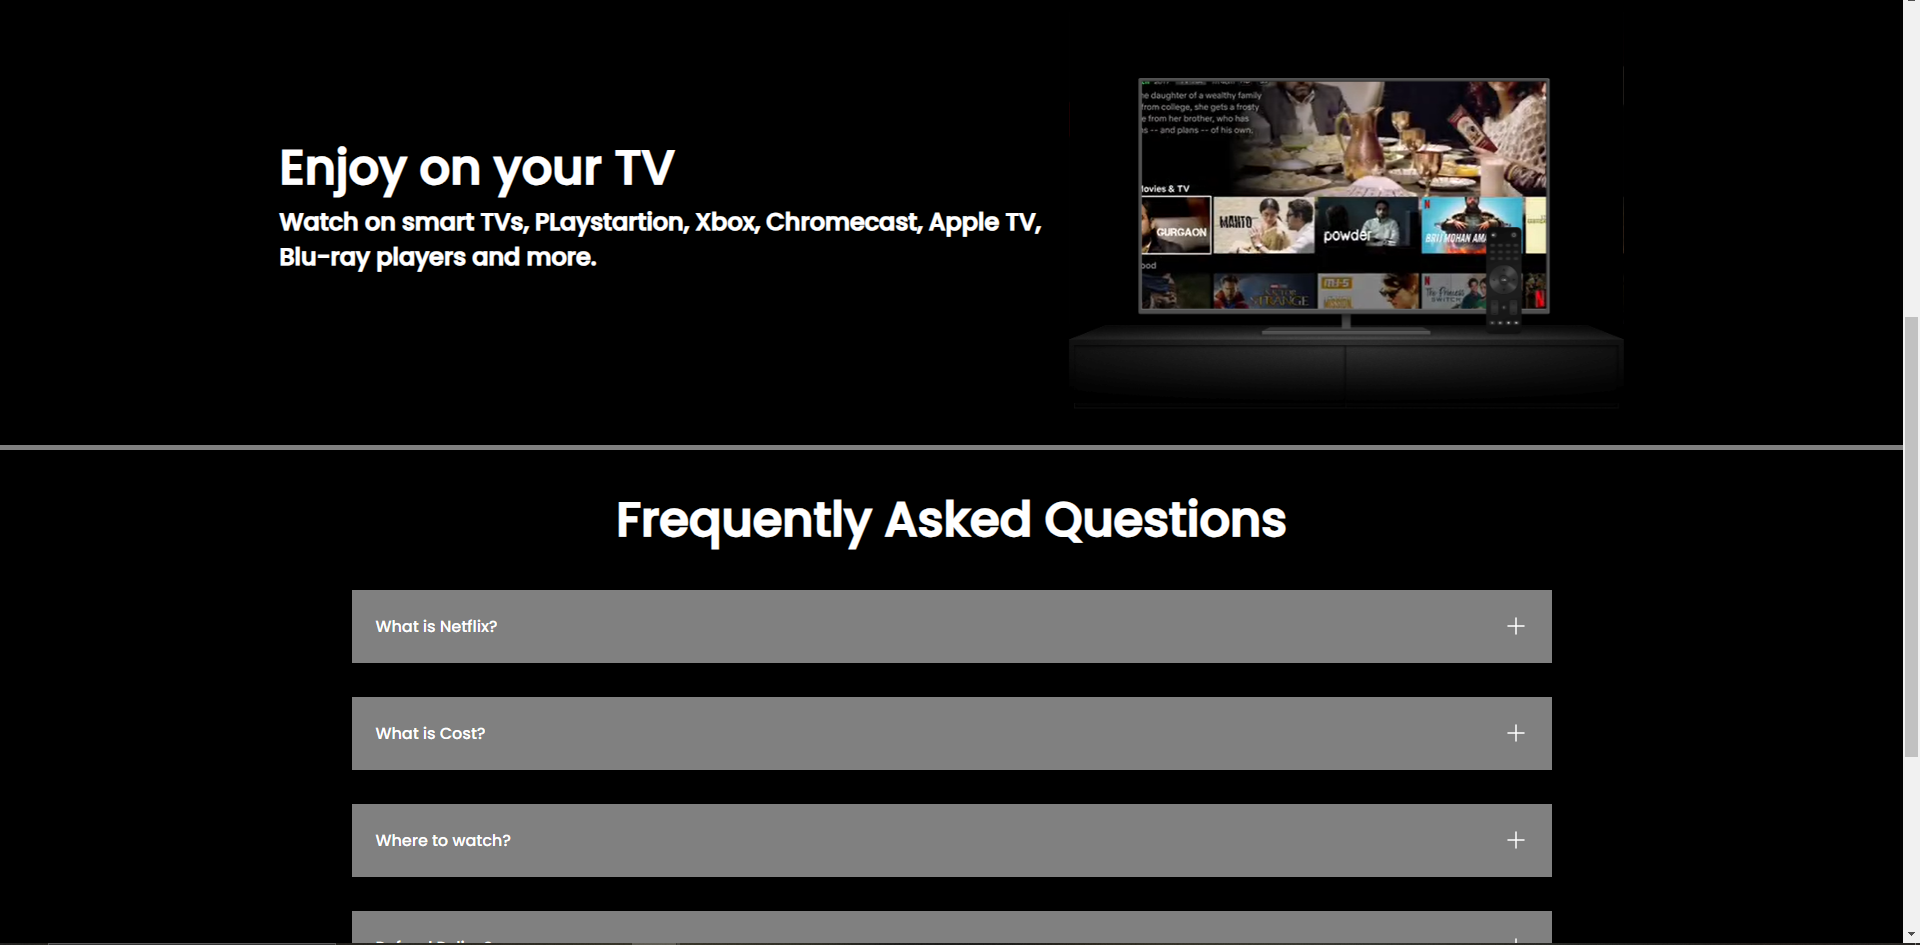 Enjoy on your TV
Watch on smart TVs, PLaystartion, Xbox, Chromecast, Apple TV,
Blu-ray players and more.
e daughter of a wealthy family
from college, she gets a frosty
e from her brother, who has
s -- and plans -- of his own.
ovies & TV
GURGAON
MANTO
powder
BRIJ MOHAN AM
ood
STRANGE
The Princess
SWITCH
N
Frequently Asked Questions
What is Netflix?
What is Cost?
Where to watch?